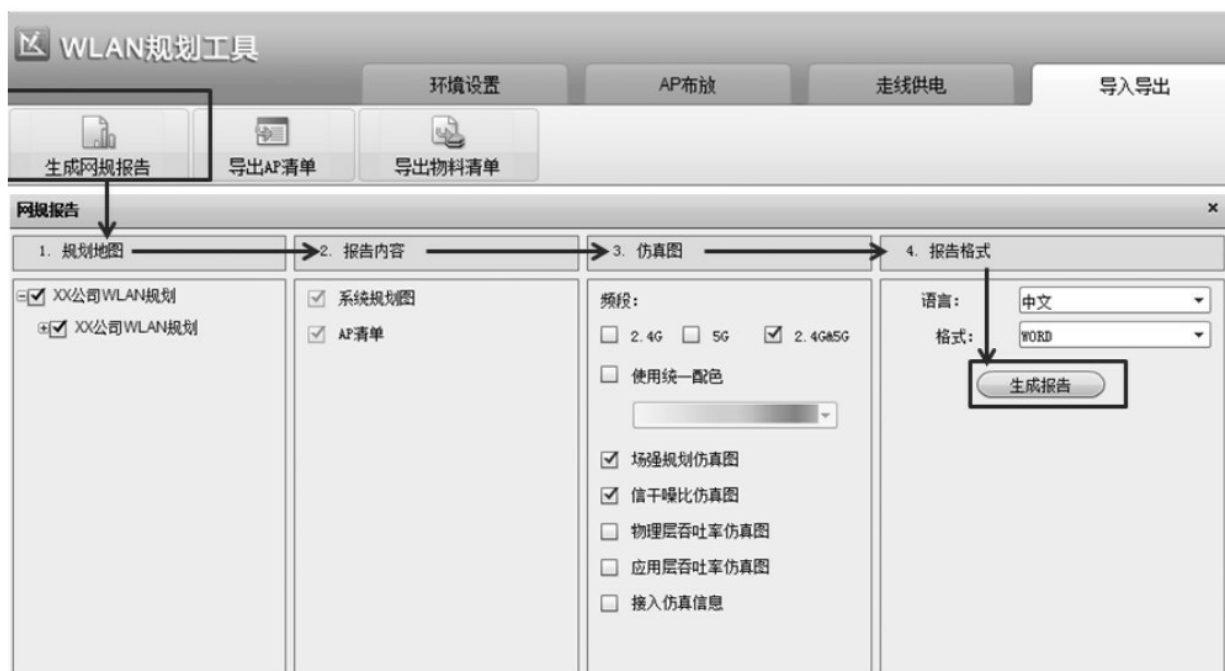 WLAN规划工具
环境设置 AP布放 走线供电 导入导出
生成网规报告 导出AP清单 导出物料清单
网规报告 ×
1. 规划地图 2. 报告内容 3. 仿真图 4. 报告格式
XX公司WLAN规划
XX公司WLAN规划
系统规划图
AP清单
频段:
2.4G 5G 2.4G&5G
使用统一配色
场强规划仿真图
信干噪比仿真图
物理层吞吐率仿真图
应用层吞吐率仿真图
接入仿真信息
语言: 中文
格式: WORD
生成报告